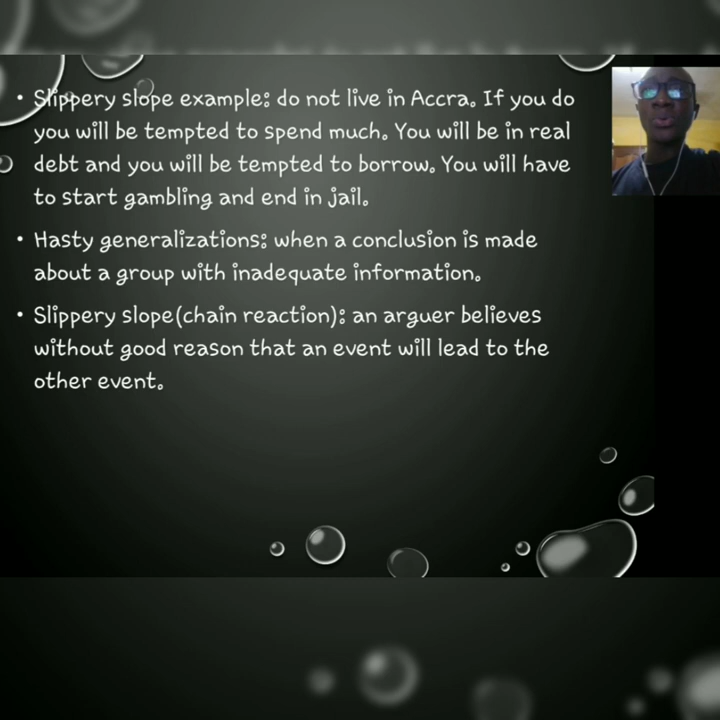 • Slippery slope example: do not live in Accra. If you do
you will be tempted to spend much. You will be in real
debt and you will be tempted to borrow. You will have
to start gambling and end in jail.
• Hasty generalizations: when a conclusion is made
about a group with inadequate information.
• Slippery slope(chain reaction): an arguer believes
without good reason that an event will lead to the
other event.